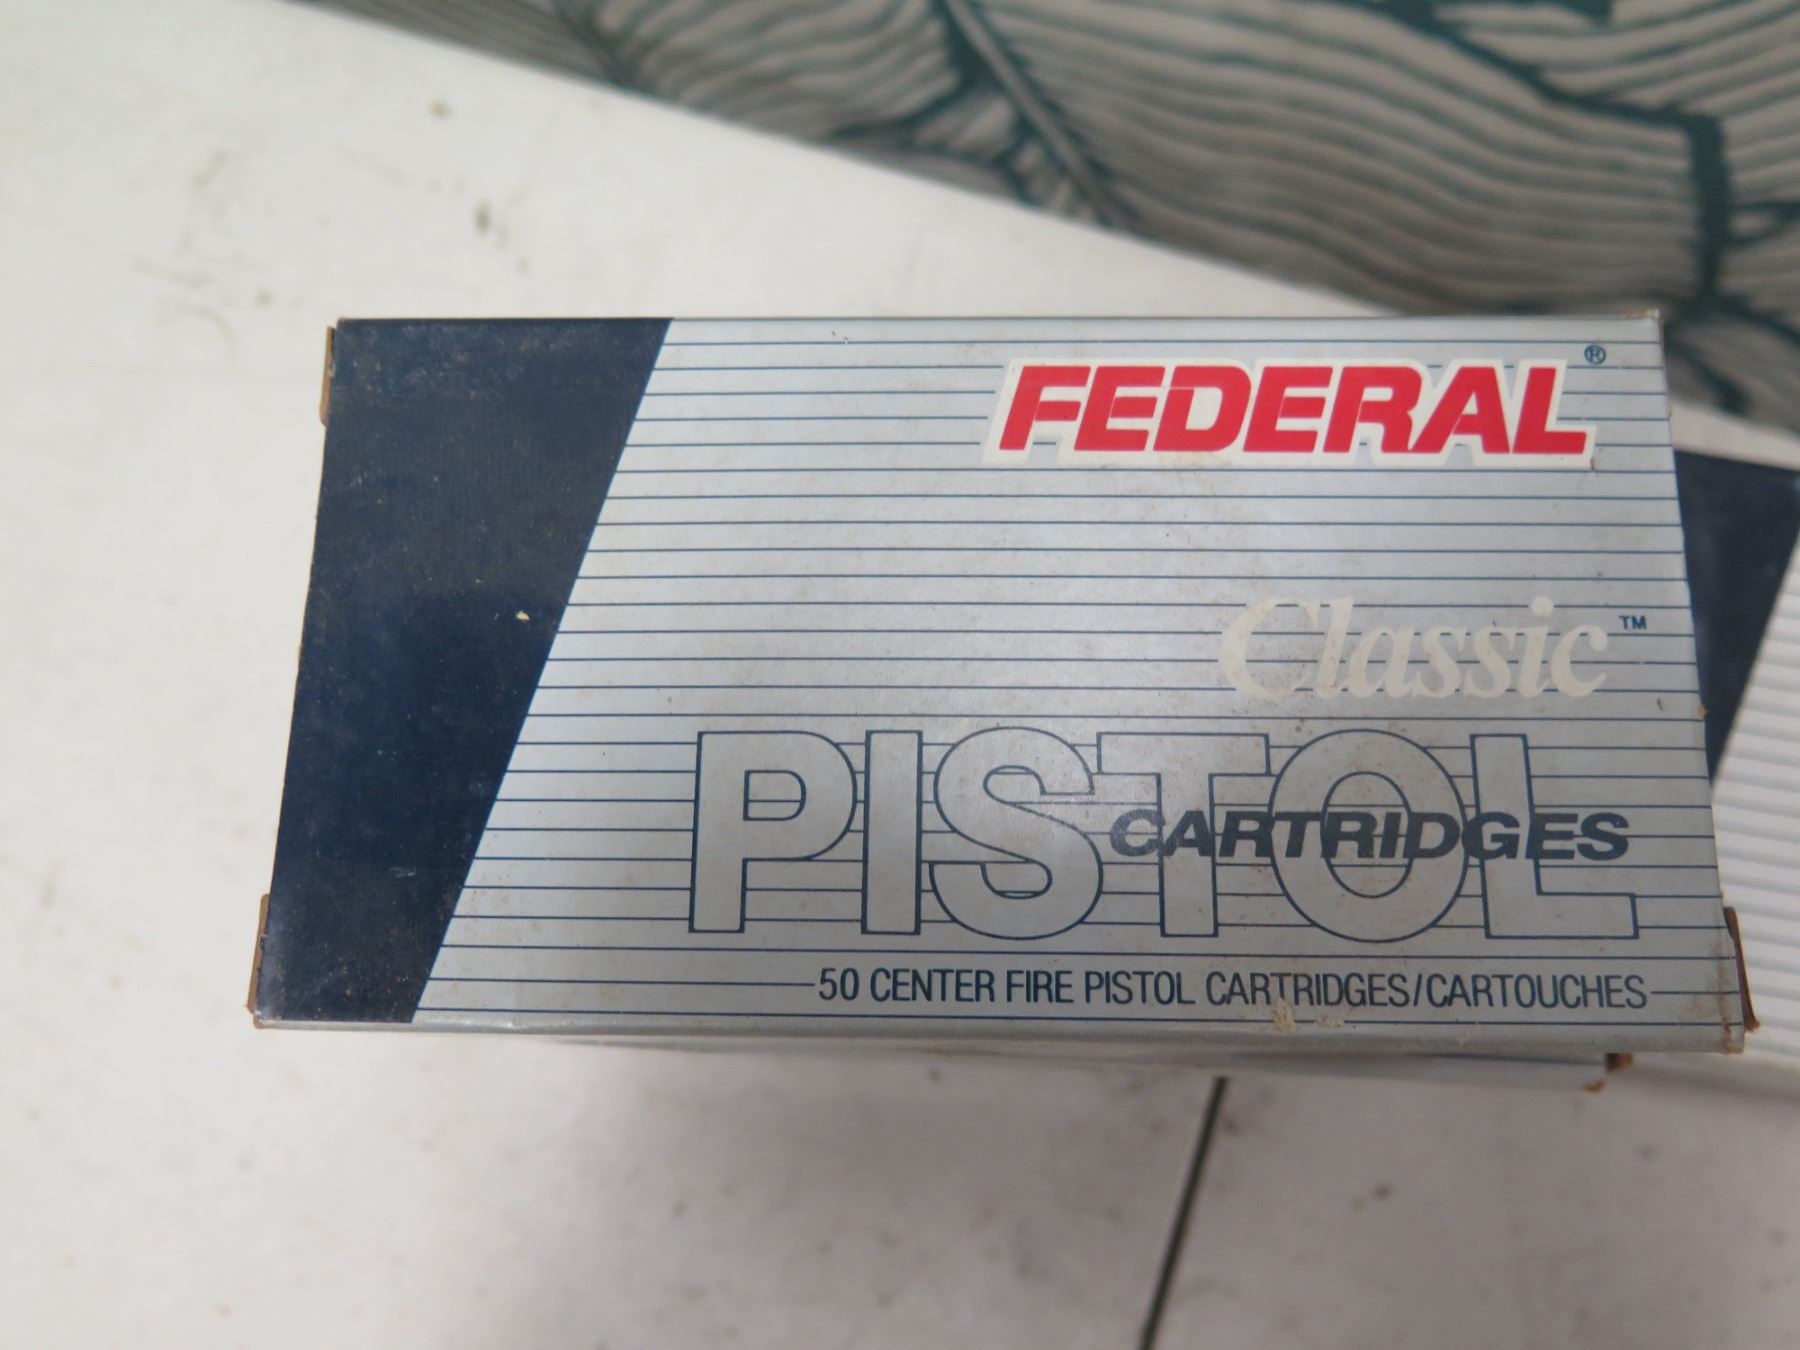 FEDERAL®
Classic™
PISTOL
CARTRIDGES
50 CENTER FIRE PISTOL CARTRIDGES/CARTOUCHES